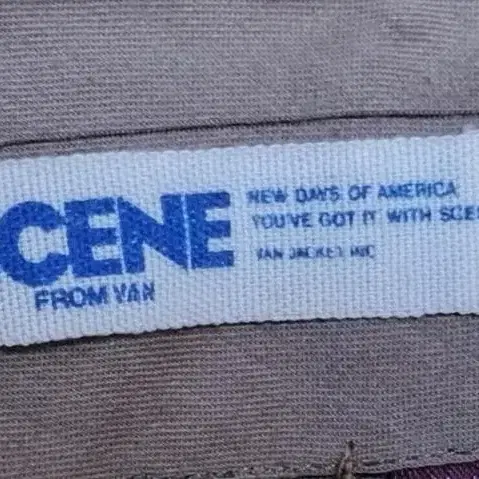 CENE
FROM VAN
NEW DAYS OF AMERICA
YOU'VE GOT IT WITH SCE
VAN JACKET INC